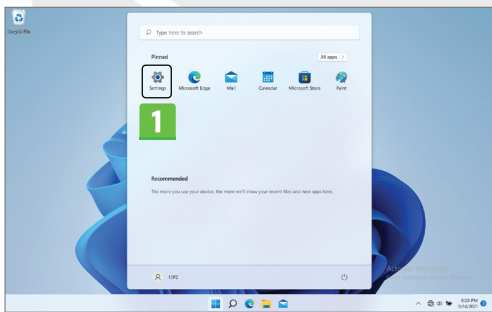 Recycle Bin
Type here to search
Pinned
All apps >
Settings
Microsoft Edge
Mail
Calendar
Microsoft Store
Paint
1
Recommended
The more you use your device, the more we'll show your recent files and new apps here.
Activate Windows